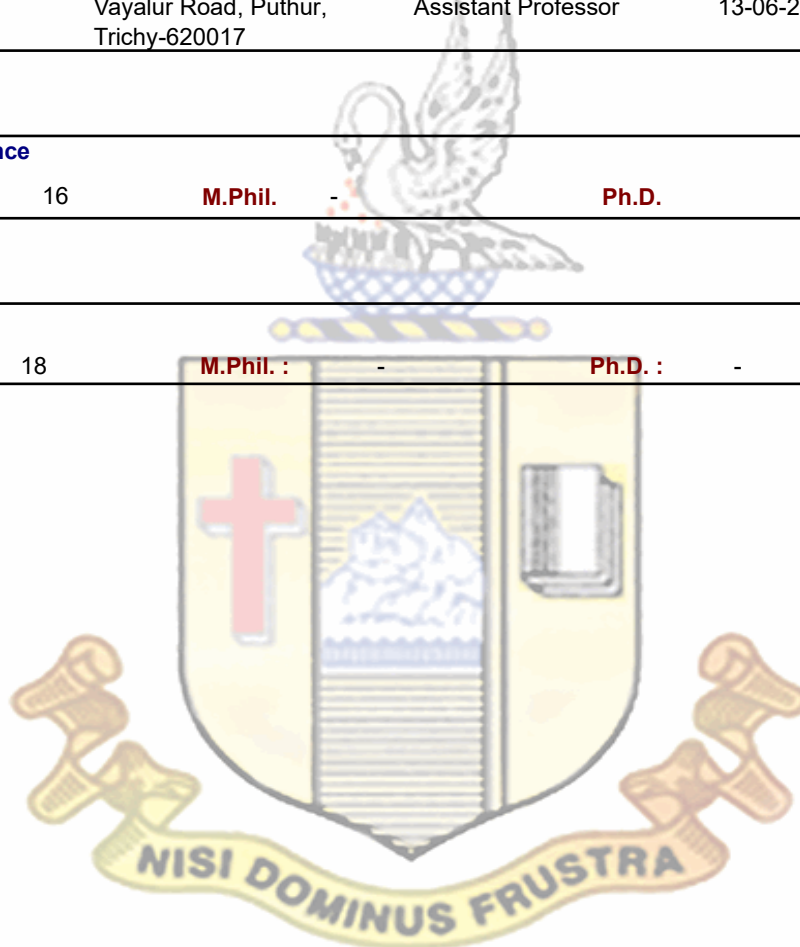 Vayalur Road, Puthur, Assistant Professor 13-06-2
Trichy-620017
nce
16 M.Phil. - Ph.D.
18 M.Phil. : - Ph.D. : -
NISI DOMINUS FRUSTRA